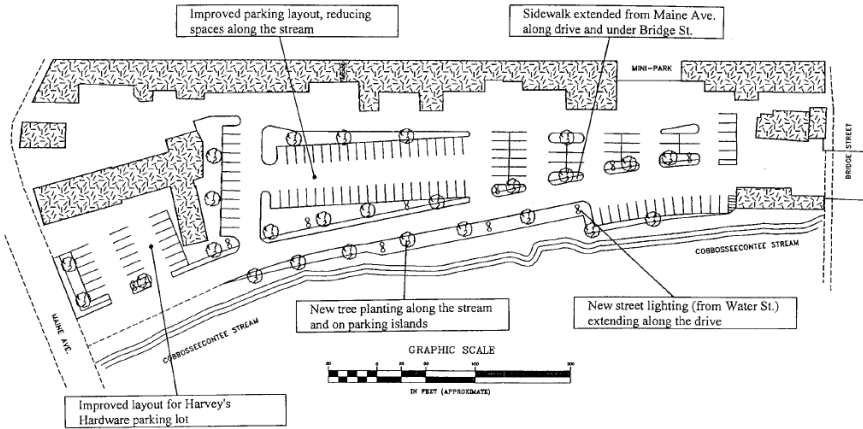 Improved parking layout, reducing
spaces along the stream
Sidewalk extended from Maine Ave.
along drive and under Bridge St.
MINI-PARK
BRIDGE STREET
COBBOSSEECONTEE STREAM
New tree planting along the stream
and on parking islands
New street lighting (from Water St.)
extending along the drive
MAINE AVE.
COBBOSSEECONTEE STREAM
GRAPHIC SCALE
IN FEET (APPROXIMATE)
Improved layout for Harvey's
Hardware parking lot